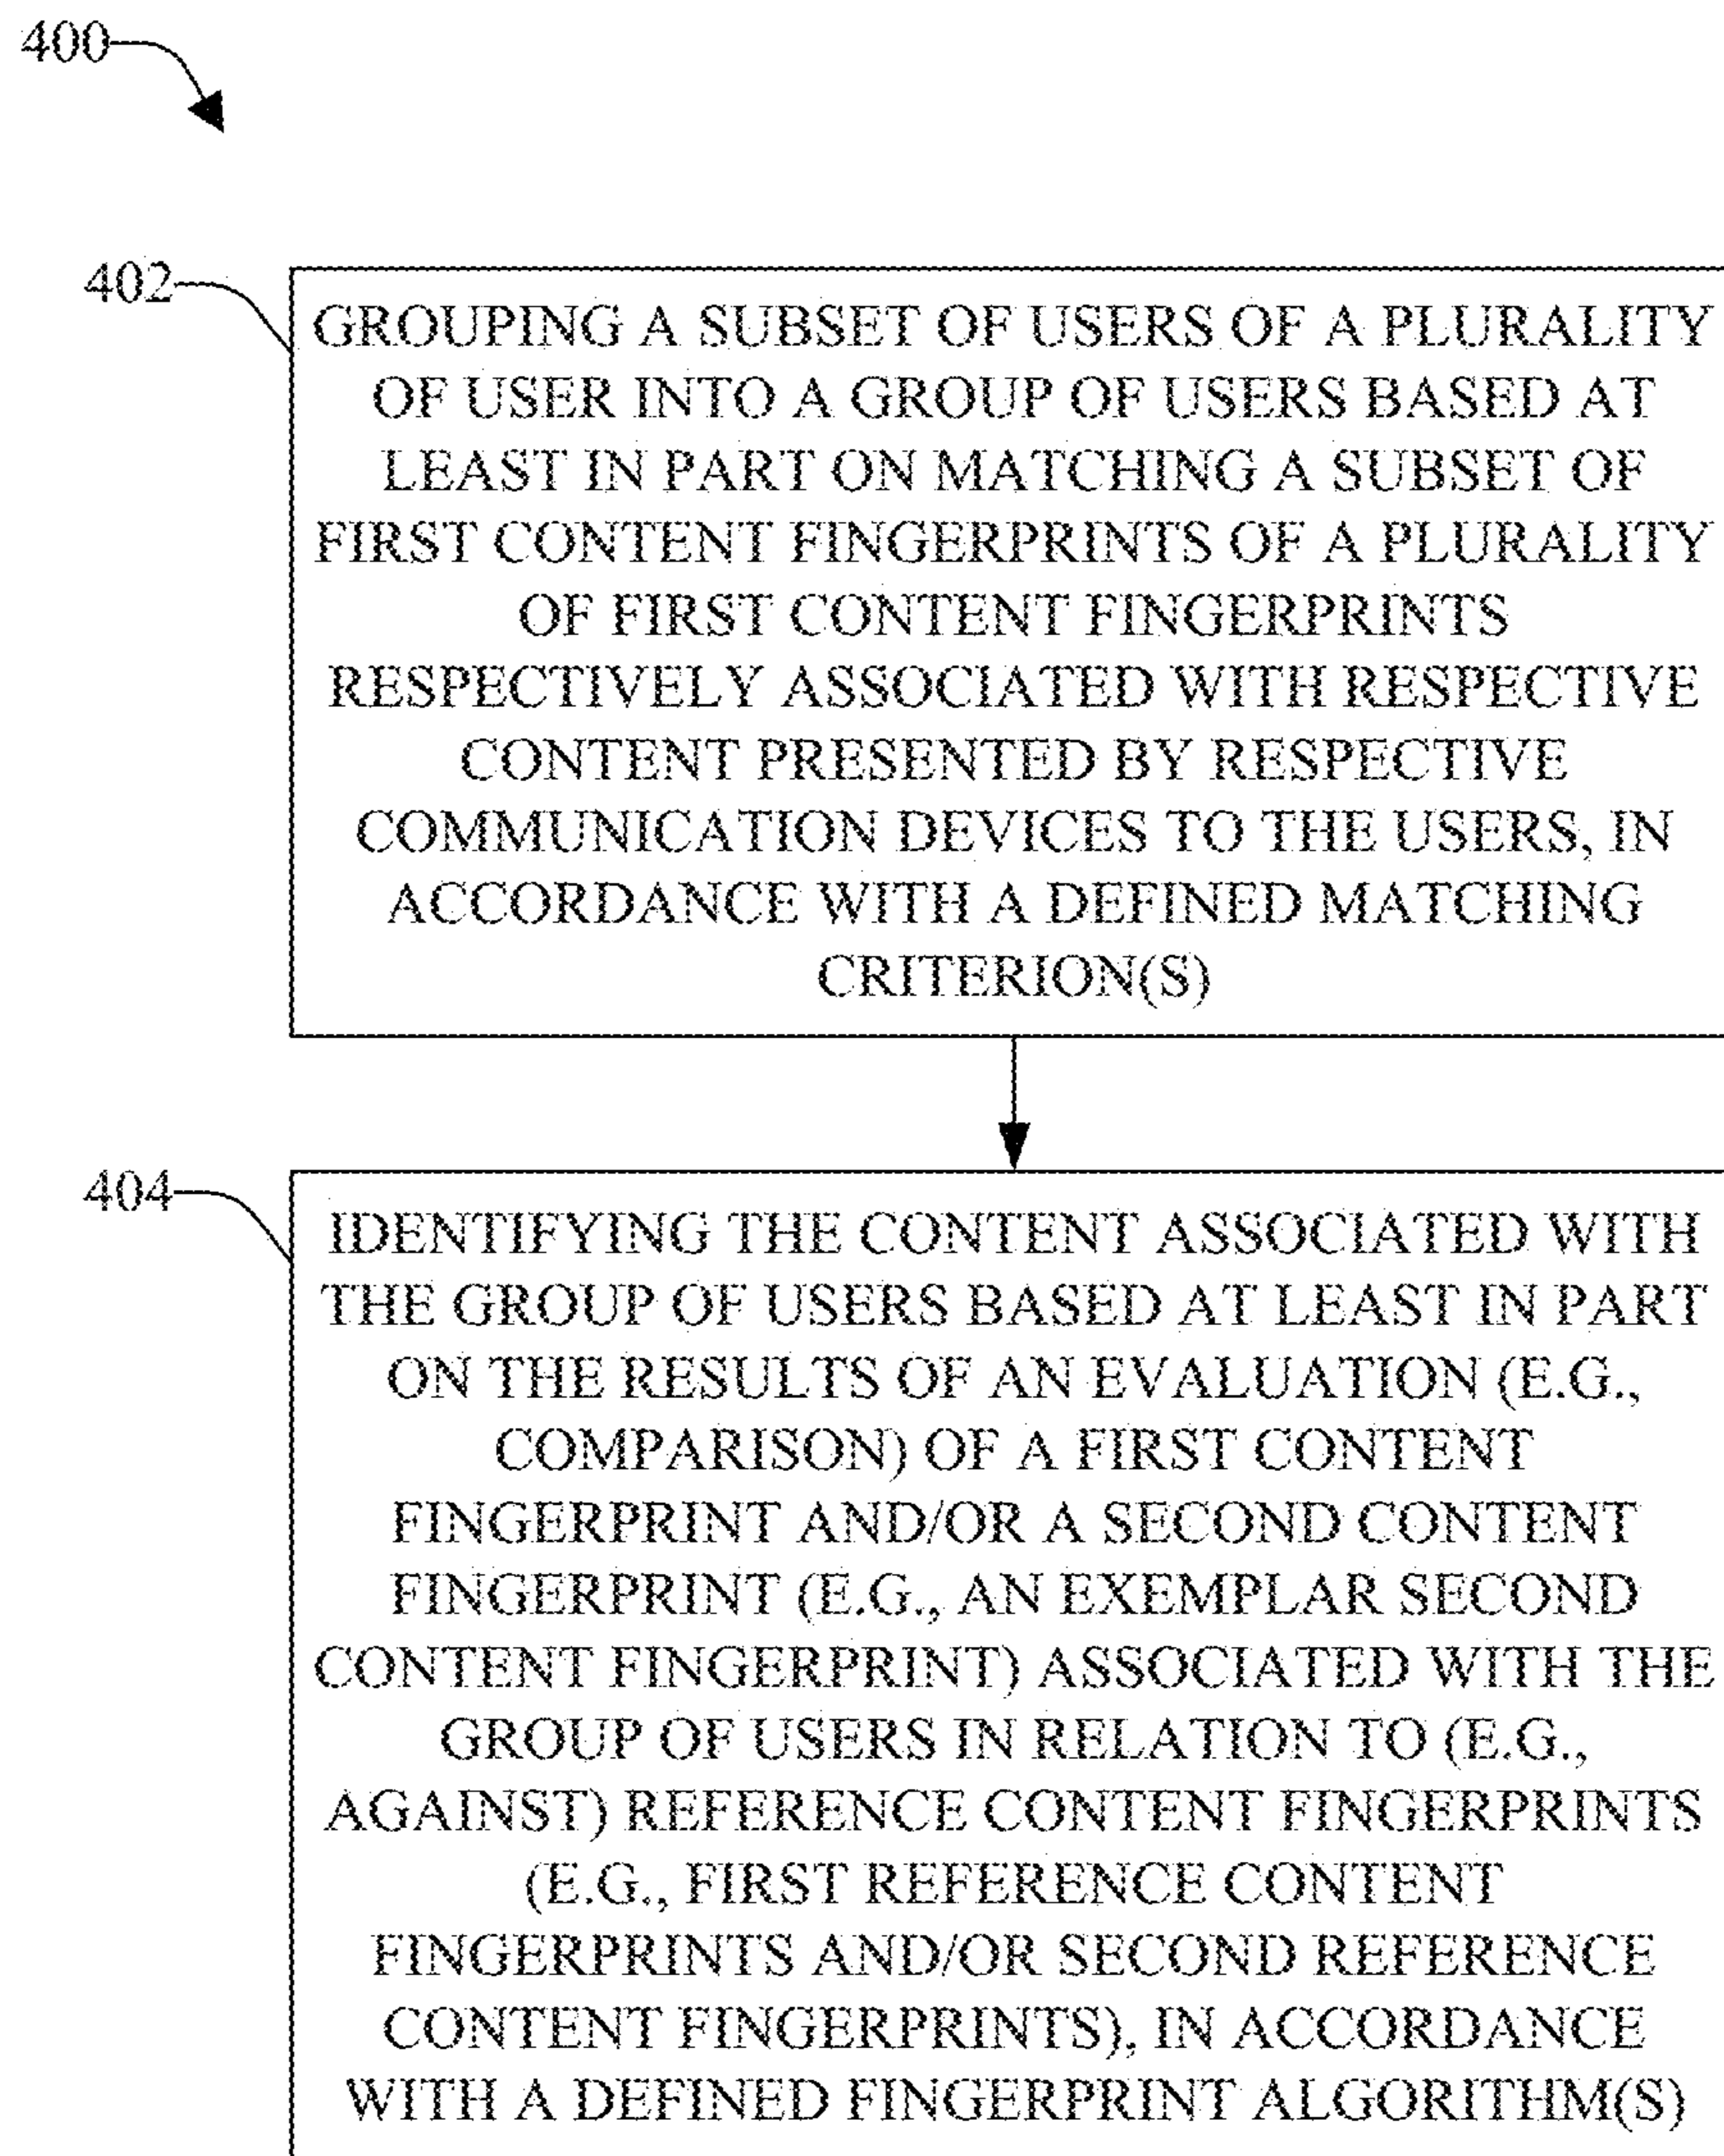 400
402
GROUPING A SUBSET OF USERS OF A PLURALITY
OF USER INTO A GROUP OF USERS BASED AT
LEAST IN PART ON MATCHING A SUBSET OF
FIRST CONTENT FINGERPRINTS OF A PLURALITY
OF FIRST CONTENT FINGERPRINTS
RESPECTIVELY ASSOCIATED WITH RESPECTIVE
CONTENT PRESENTED BY RESPECTIVE
COMMUNICATION DEVICES TO THE USERS, IN
ACCORDANCE WITH A DEFINED MATCHING
CRITERION(S)
404
IDENTIFYING THE CONTENT ASSOCIATED WITH
THE GROUP OF USERS BASED AT LEAST IN PART
ON THE RESULTS OF AN EVALUATION (E.G.,
COMPARISON) OF A FIRST CONTENT
FINGERPRINT AND/OR A SECOND CONTENT
FINGERPRINT (E.G., AN EXEMPLAR SECOND
CONTENT FINGERPRINT) ASSOCIATED WITH THE
GROUP OF USERS IN RELATION TO (E.G.,
AGAINST) REFERENCE CONTENT FINGERPRINTS
(E.G., FIRST REFERENCE CONTENT
FINGERPRINTS AND/OR SECOND REFERENCE
CONTENT FINGERPRINTS), IN ACCORDANCE
WITH A DEFINED FINGERPRINT ALGORITHM(S)